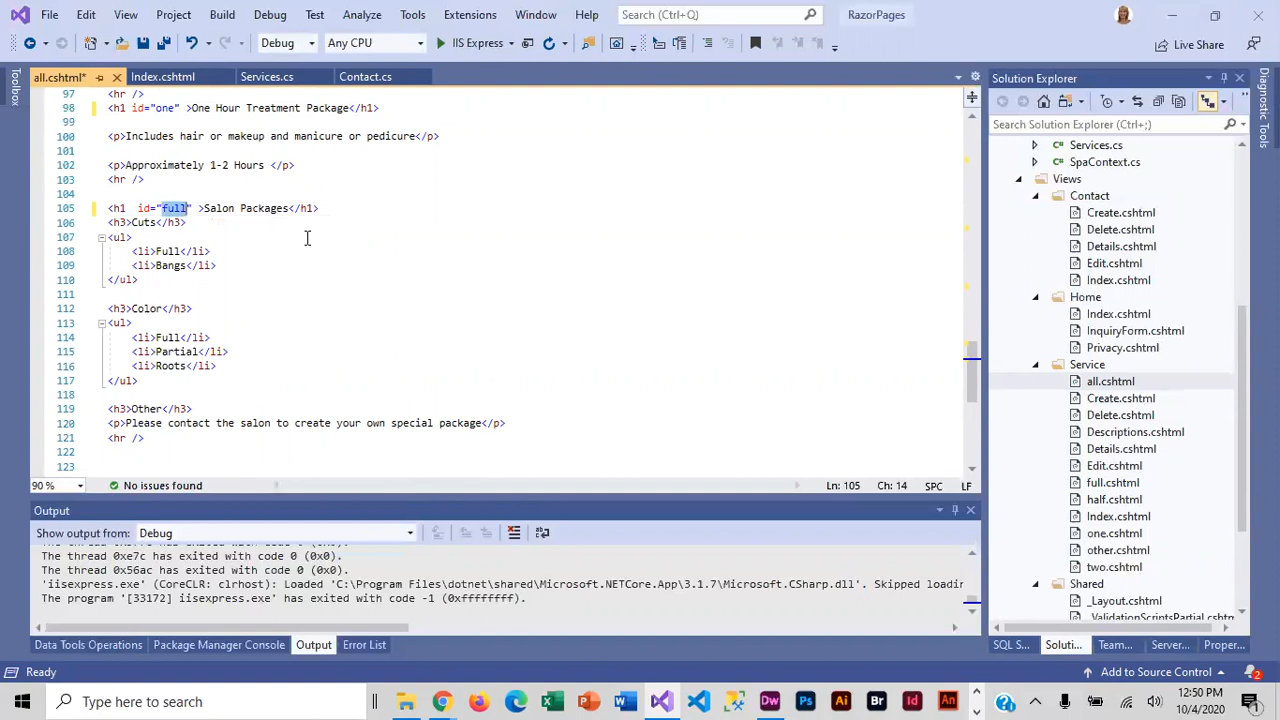 File Edit View Project Build Debug Test Analyze Tools Extensions Window Help Search (Ctrl+Q) RazorPages
Debug Any CPU IIS Express Live Share
Toolbox
all.cshtml* Index.cshtml Services.cs Contact.cs
97 <hr />
98 <h1 id="one" >One Hour Treatment Package</h1>
99
100 <p>Includes hair or makeup and manicure or pedicure</p>
101
102 <p>Approximately 1-2 Hours </p>
103 <hr />
104
105 <h1  id="full" >Salon Packages</h1>
106 <h3>Cuts</h3>
107 <ul>
108 <li>Full</li>
109 <li>Bangs</li>
110 </ul>
111
112 <h3>Color</h3>
113 <ul>
114 <li>Full</li>
115 <li>Partial</li>
116 <li>Roots</li>
117 </ul>
118
119 <h3>Other</h3>
120 <p>Please contact the salon to create your own special package</p>
121 <hr />
122
123
90 % No issues found Ln: 105 Ch: 14 SPC LF
Output
Show output from: Debug
The thread 0xe7c has exited with code 0 (0x0).
The thread 0x56ac has exited with code 0 (0x0).
'iisexpress.exe' (CoreCLR: clrhost): Loaded 'C:\Program Files\dotnet\shared\Microsoft.NETCore.App\3.1.7\Microsoft.CSharp.dll'. Skipped loadin
The program '[33172] iisexpress.exe' has exited with code -1 (0xffffffff).
Data Tools Operations Package Manager Console Output Error List
Solution Explorer
Search Solution Explorer (Ctrl+;)
Services.cs
SpaContext.cs
Views
Contact
Create.cshtml
Delete.cshtml
Details.cshtml
Edit.cshtml
Index.cshtml
Home
Index.cshtml
InquiryForm.cshtml
Privacy.cshtml
Service
all.cshtml
Create.cshtml
Delete.cshtml
Descriptions.cshtml
Details.cshtml
Edit.cshtml
full.cshtml
half.cshtml
Index.cshtml
one.cshtml
other.cshtml
two.cshtml
Shared
_Layout.cshtml
_ValidationScriptsPartial.cshtm
SQL S... Soluti... Team... Server... Proper...
Diagnostic Tools
Ready Add to Source Control 2
Type here to search
Dw Ps Ai Br Id An
12:50 PM
10/4/2020
1